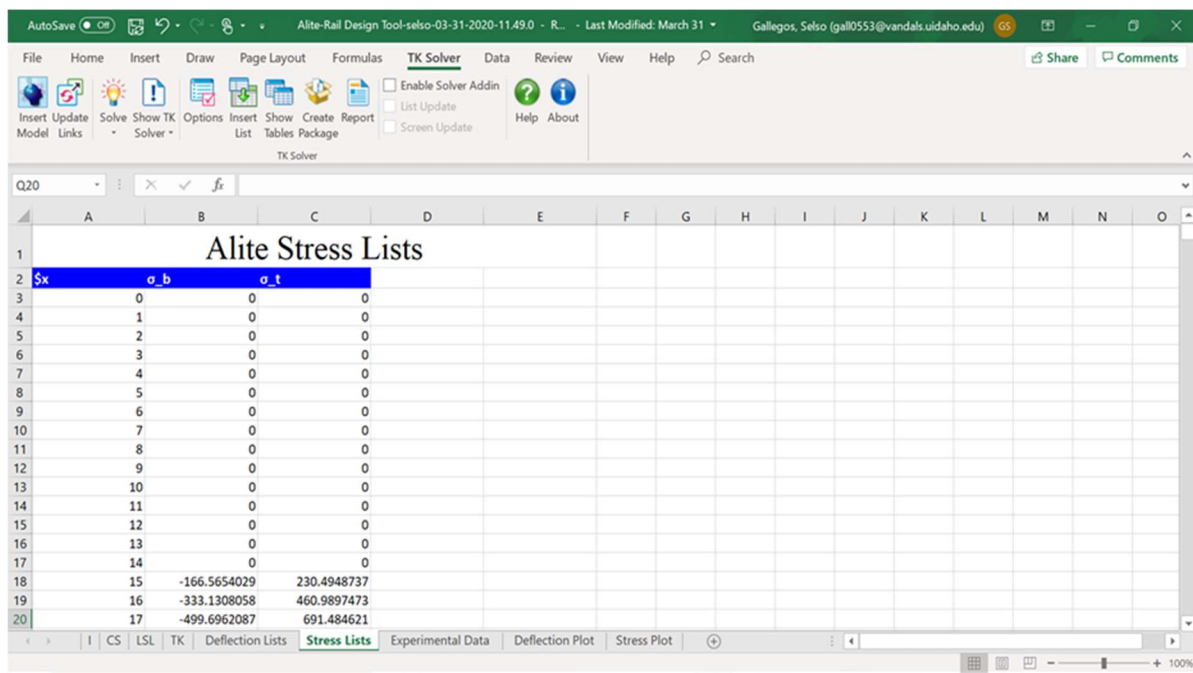 AutoSave Off Alite-Rail Design Tool-selso-03-31-2020-11.49.0 - R... - Last Modified: March 31 Gallegos, Selso (gall0553@vandals.uidaho.edu) GS
File Home Insert Draw Page Layout Formulas TK Solver Data Review View Help Search Share Comments
Insert Model Update Links Solve Show TK Solver Options Insert List Show Tables Create Package Report Enable Solver Addin List Update Screen Update Help About
TK Solver
Q20 fx
A B C D E F G H I J K L M N O
1 Alite Stress Lists
2 $x σ_b σ_t
3 0 0 0
4 1 0 0
5 2 0 0
6 3 0 0
7 4 0 0
8 5 0 0
9 6 0 0
10 7 0 0
11 8 0 0
12 9 0 0
13 10 0 0
14 11 0 0
15 12 0 0
16 13 0 0
17 14 0 0
18 15 -166.5654029 230.4948737
19 16 -333.1308058 460.9897473
20 17 -499.6962087 691.484621
I CS LSL TK Deflection Lists Stress Lists Experimental Data Deflection Plot Stress Plot
100%